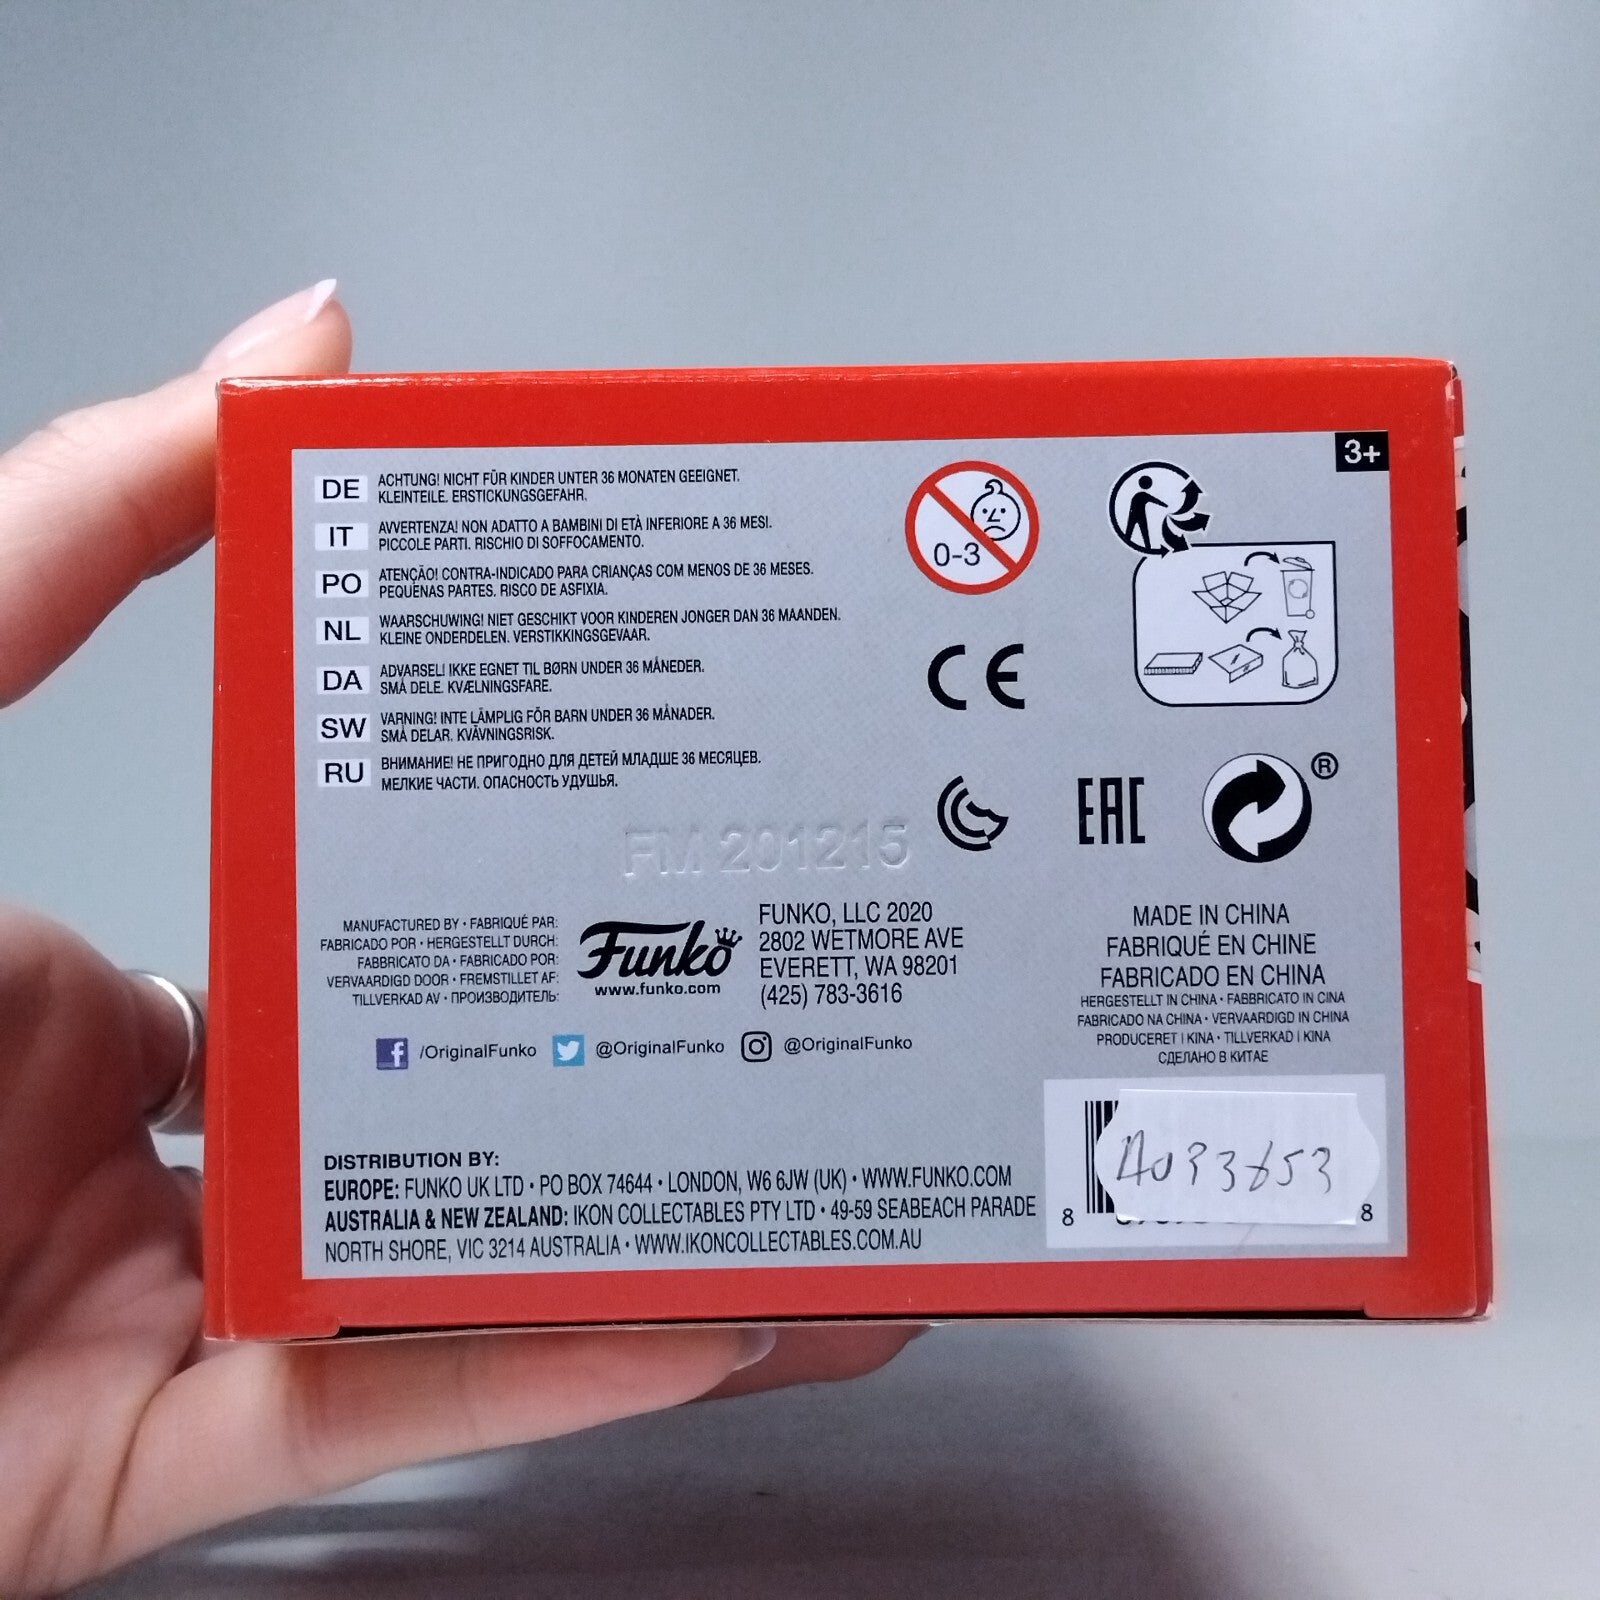 3+
DE ACHTUNG! NICHT FÜR KINDER UNTER 36 MONATEN GEEIGNET.
KLEINTEILE. ERSTICKUNGSGEFAHR.
IT AVVERTENZA! NON ADATTO A BAMBINI DI ETÀ INFERIORE A 36 MESI.
PICCOLE PARTI. RISCHIO DI SOFFOCAMENTO.
PO ATENÇÃO! CONTRA-INDICADO PARA CRIANÇAS COM MENOS DE 36 MESES.
PEQUENAS PARTES. RISCO DE ASFIXIA.
NL WAARSCHUWING! NIET GESCHIKT VOOR KINDEREN JONGER DAN 36 MAANDEN.
KLEINE ONDERDELEN. VERSTIKKINGSGEVAAR.
DA ADVARSEL! IKKE EGNET TIL BØRN UNDER 36 MÅNEDER.
SMÅ DELE. KVÆLNINGSFARE.
SW VARNING! INTE LÄMPLIG FÖR BARN UNDER 36 MÅNADER.
SMÅ DELAR. KVÄVNINGSRISK.
RU ВНИМАНИЕ! НЕ ПРИГОДНО ДЛЯ ДЕТЕЙ МЛАДШЕ 36 МЕСЯЦЕВ.
МЕЛКИЕ ЧАСТИ. ОПАСНОСТЬ УДУШЬЯ.
0-3
CE
EAC
®
FM 201215
MANUFACTURED BY • FABRIQUÉ PAR:
FABRICADO POR • HERGESTELLT DURCH:
FABBRICATO DA • FABRICADO POR:
VERVAARDIGD DOOR • FREMSTILLET AF:
TILLVERKAD AV • ПРОИЗВОДИТЕЛЬ:
Funko
www.funko.com
FUNKO, LLC 2020
2802 WETMORE AVE
EVERETT, WA 98201
(425) 783-3616
MADE IN CHINA
FABRIQUÉ EN CHINE
FABRICADO EN CHINA
HERGESTELLT IN CHINA • FABBRICATO IN CINA
FABRICADO NA CHINA • VERVAARDIGD IN CHINA
PRODUCERET I KINA • TILLVERKAD I KINA
СДЕЛАНО В КИТАЕ
f /OriginalFunko @OriginalFunko @OriginalFunko
DISTRIBUTION BY:
EUROPE: FUNKO UK LTD • PO BOX 74644 • LONDON, W6 6JW (UK) • WWW.FUNKO.COM
AUSTRALIA & NEW ZEALAND: IKON COLLECTABLES PTY LTD • 49-59 SEABEACH PARADE
NORTH SHORE, VIC 3214 AUSTRALIA • WWW.IKONCOLLECTABLES.COM.AU
8 8